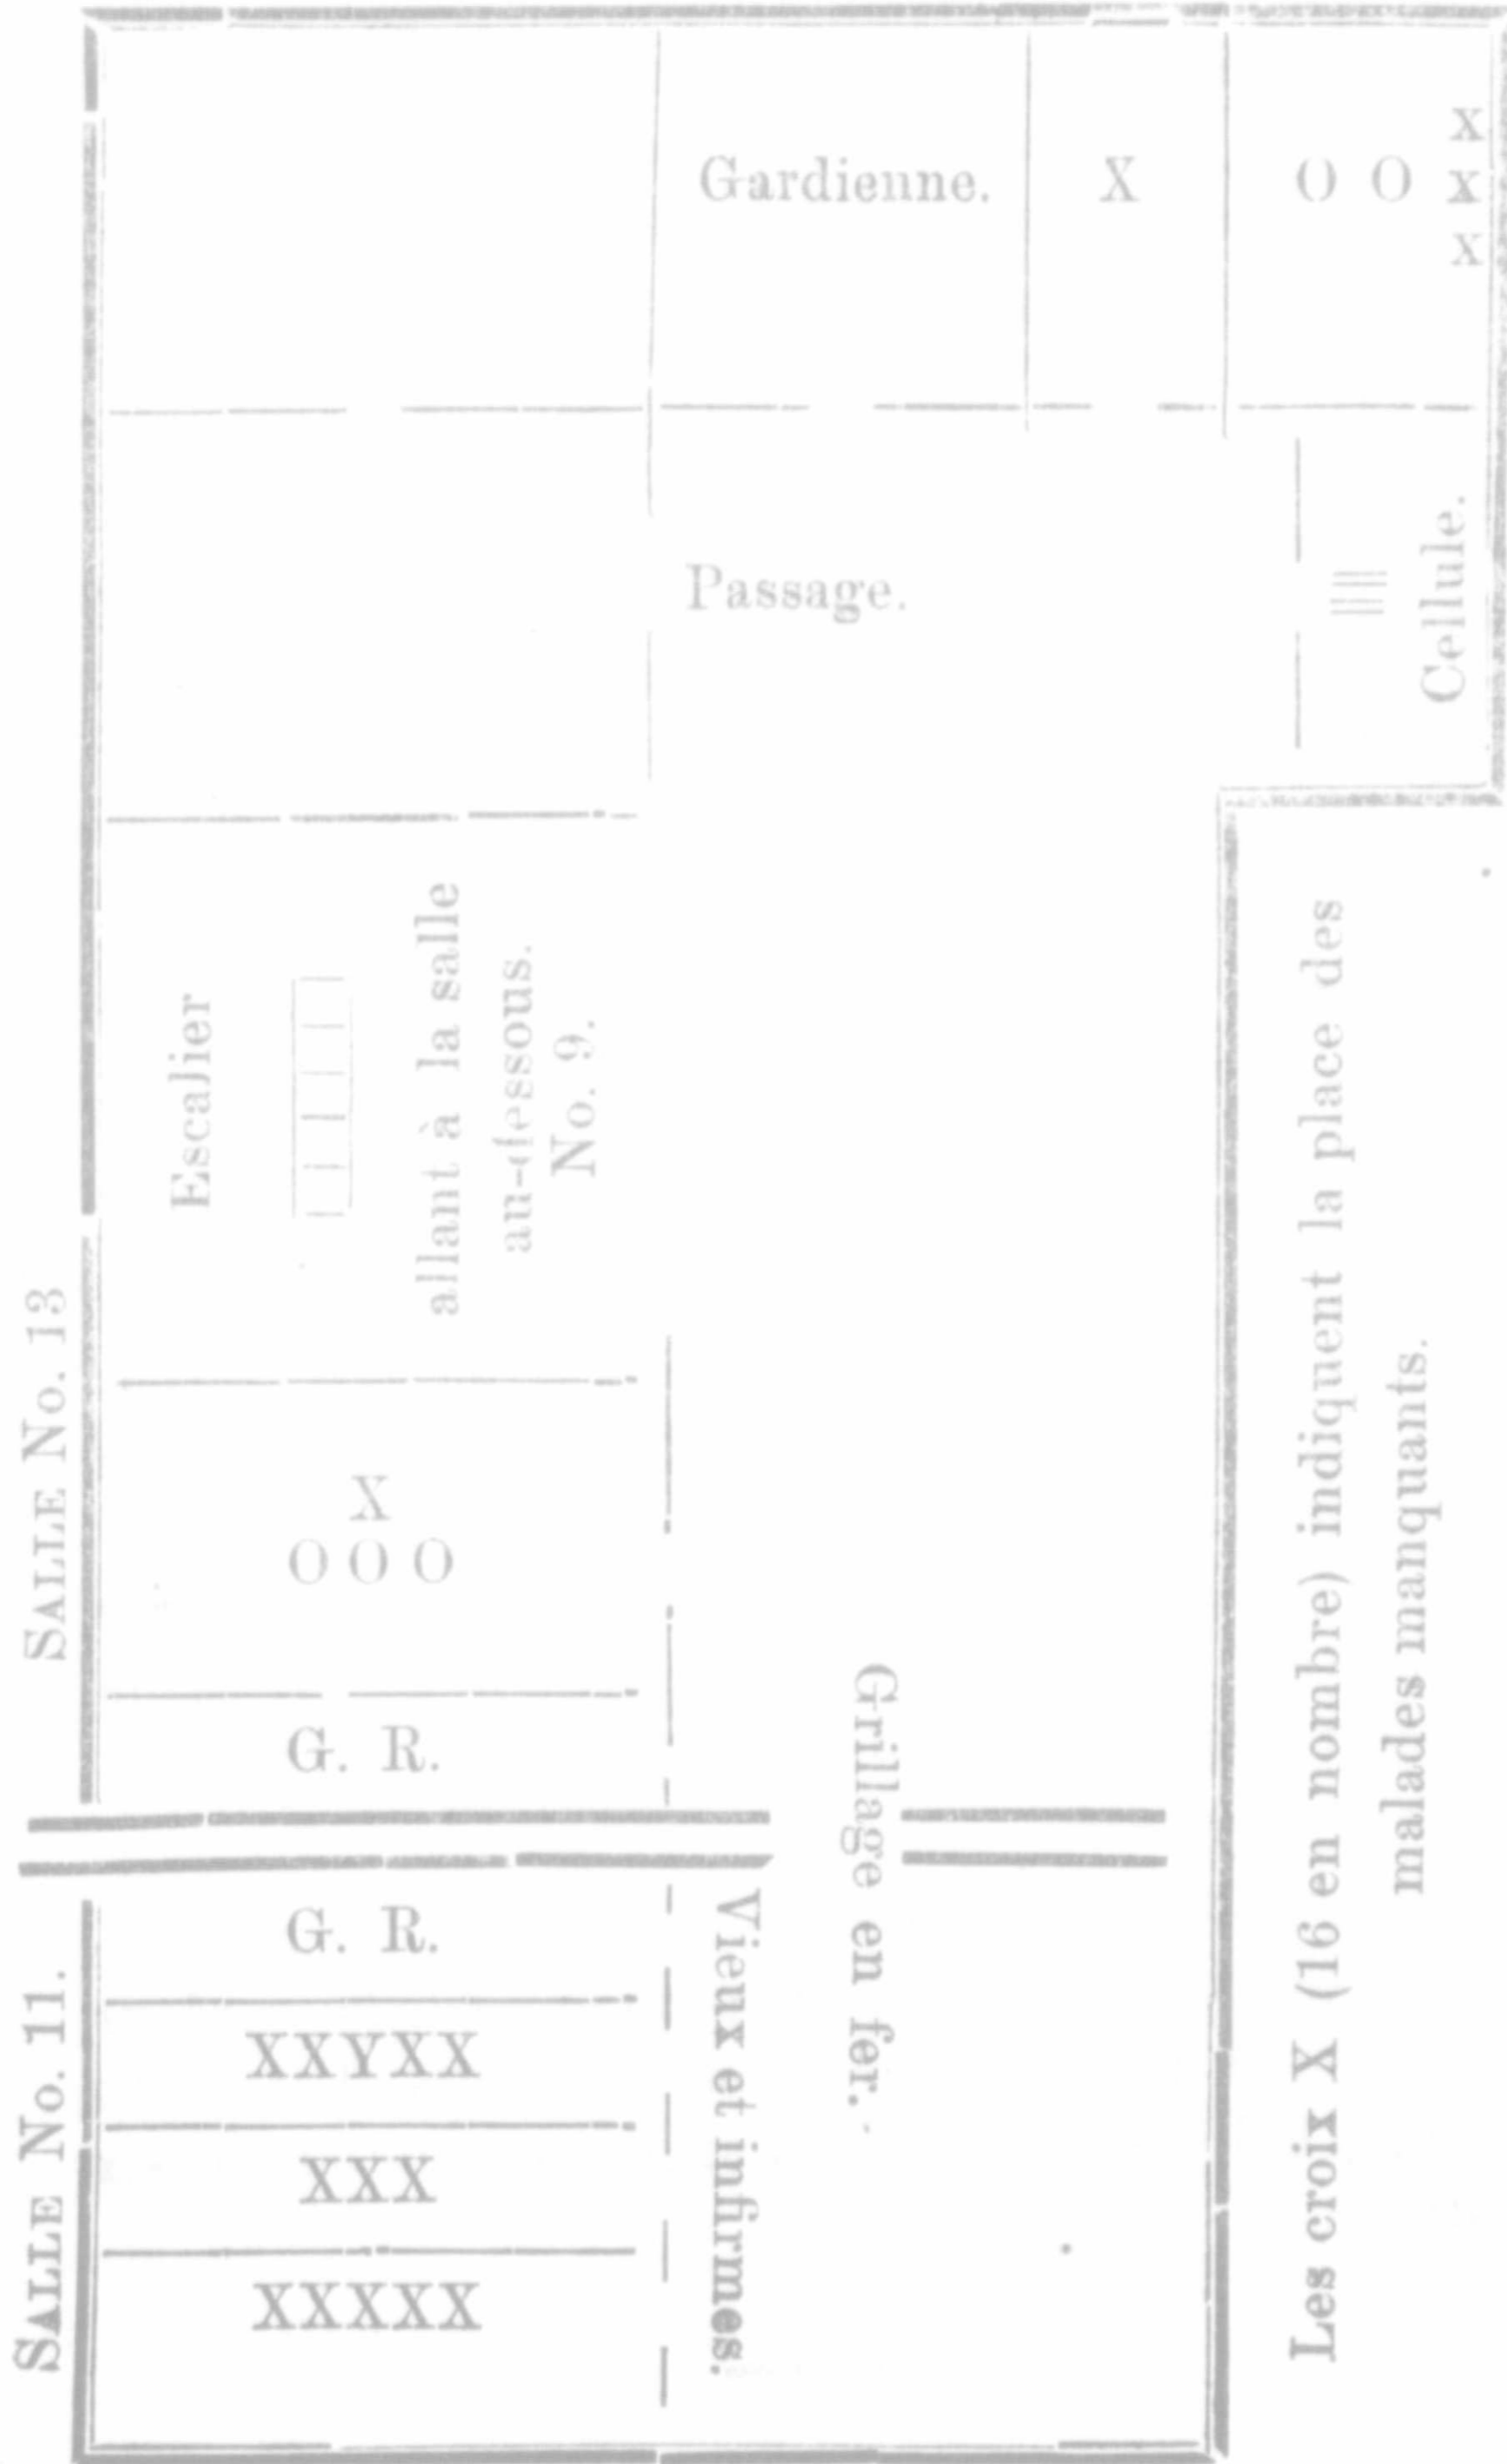 Gardienne.
X
O O
X
X
X
Passage.
Cellule.
Escalier
allant à la salle
au-dessous.
No. 9.
SALLE No. 13
X
O O O
G. R.
Grillage en fer.
SALLE No. 11.
G. R.
XXYXX
XXX
XXXXX
Vieux et infirmes.
Les croix X (16 en nombre) indiquent la place des
malades manquants.